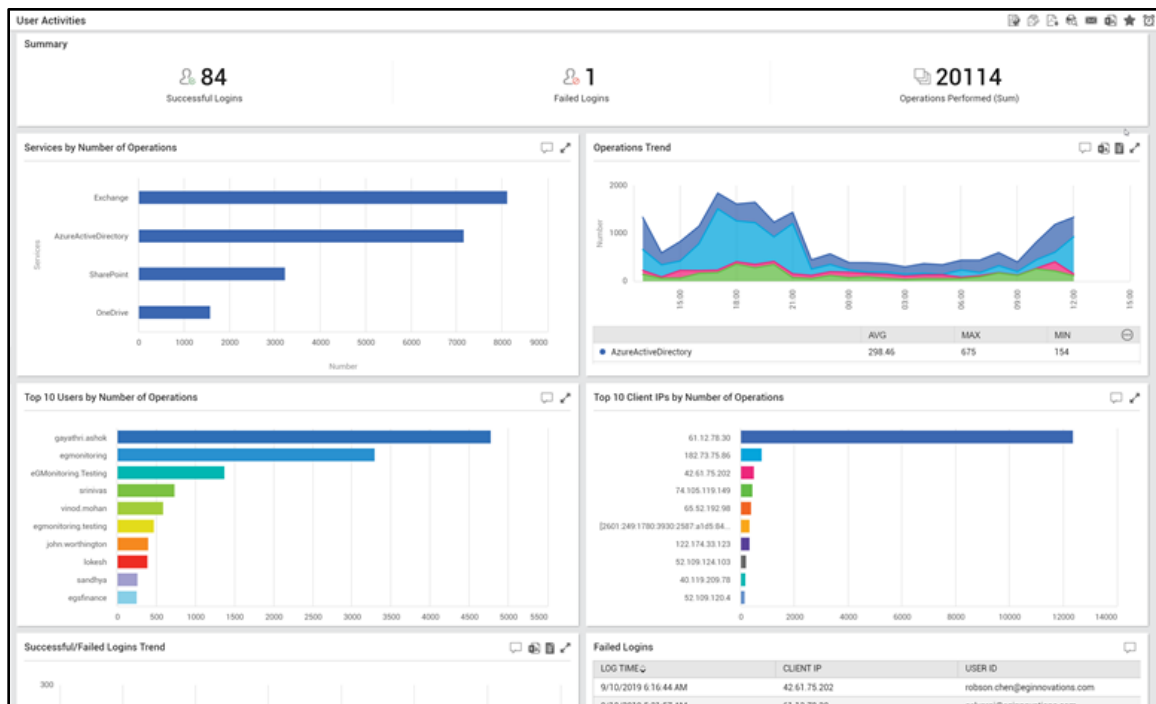 User Activities
Summary
84
Successful Logins
1
Failed Logins
20114
Operations Performed (Sum)
Services by Number of Operations
Services
Exchange
AzureActiveDirectory
SharePoint
OneDrive
0 1000 2000 3000 4000 5000 6000 7000 8000 9000
Number
Operations Trend
Number
2000
1000
0
15:00 18:00 21:00 00:00 03:00 06:00 09:00 12:00 15:00
AVG MAX MIN
AzureActiveDirectory 298.46 675 154
Top 10 Users by Number of Operations
gayathri.ashok
egmonitoring
eGMonitoring.Testing
srinivas
vinod.mohan
egmonitoring.testing
john.worthington
lokesh
sandhya
egsfinance
0 500 1000 1500 2000 2500 3000 3500 4000 4500 5000 5500
Top 10 Client IPs by Number of Operations
61.12.78.30
182.73.75.86
42.61.75.202
74.105.119.149
65.52.192.98
[2601:249:1780:3930:2587:a1d5:84...
122.174.33.123
52.109.124.103
40.119.209.78
52.109.120.4
0 2000 4000 6000 8000 10000 12000 14000
Successful/Failed Logins Trend
300
Failed Logins
LOG TIME CLIENT IP USER ID
9/10/2019 6:16:44 AM 42.61.75.202 robson.chen@eginnovations.com